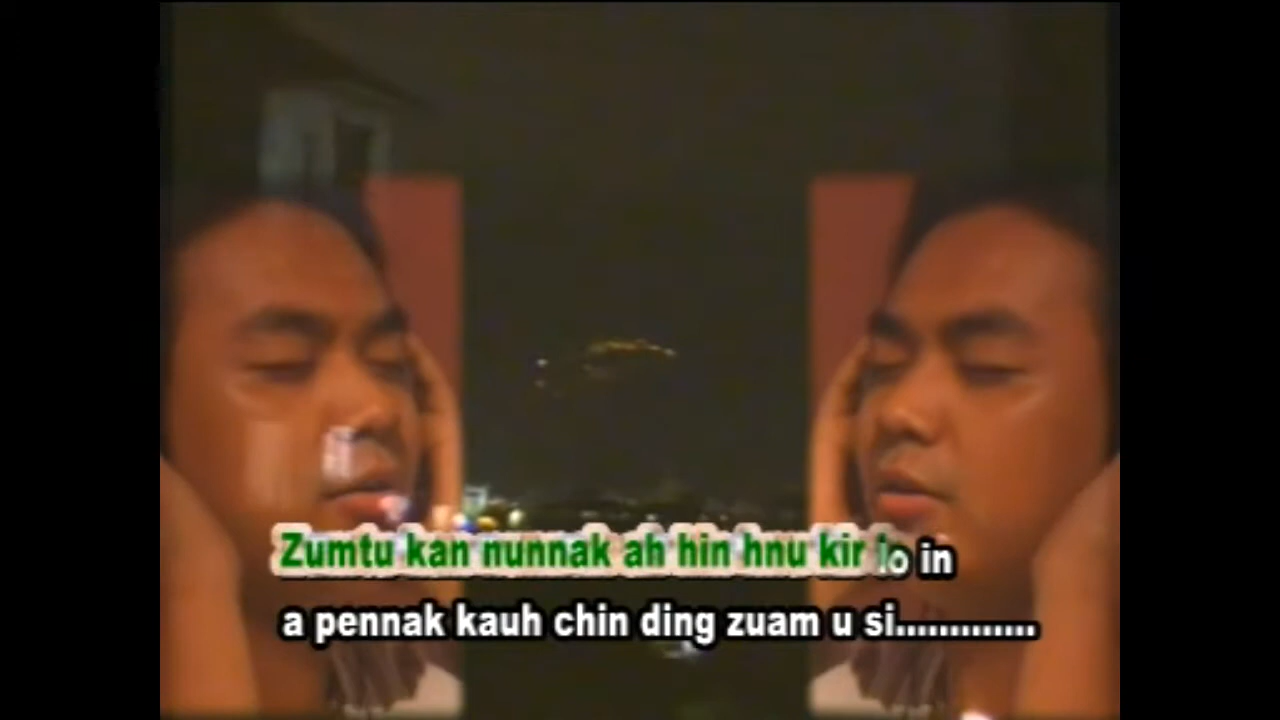 Zumtu kan nunnak ah hin hnu kir lo in
a pennak kauh chin ding zuam u si.............